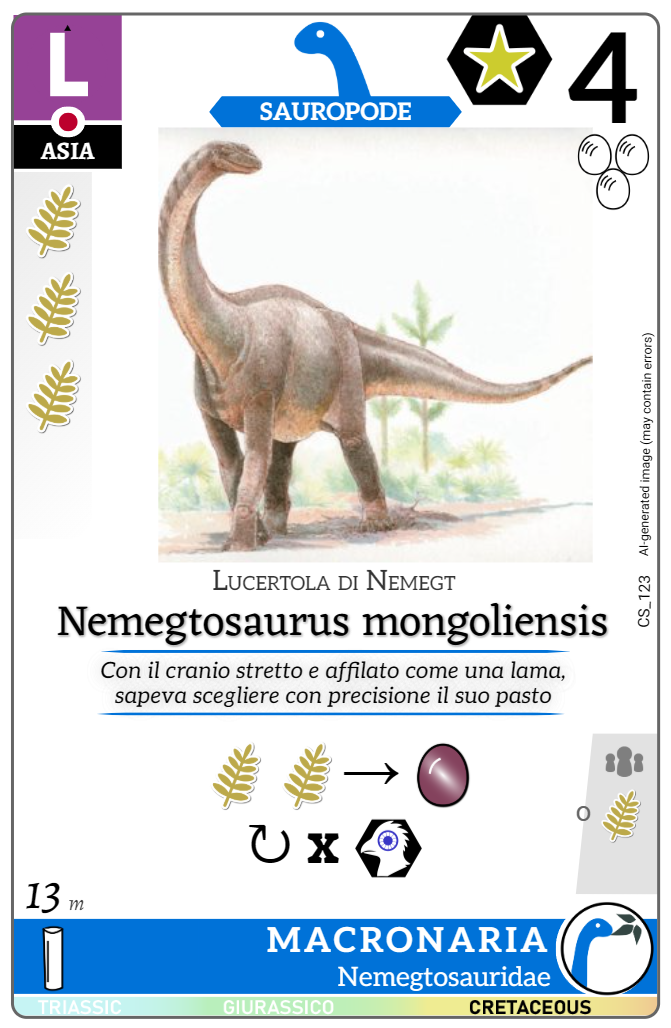 L
4
SAUROPODE
ASIA
AI-generated image (may contain errors)
CS_123
Lucertola di Nemegt
Nemegtosaurus mongoliensis
Con il cranio stretto e affilato come una lama,
sapeva scegliere con precisione il suo pasto
o
x
13 m
MACRONARIA
Nemegtosauridae
TRIASSIC GIURASSICO CRETACEOUS